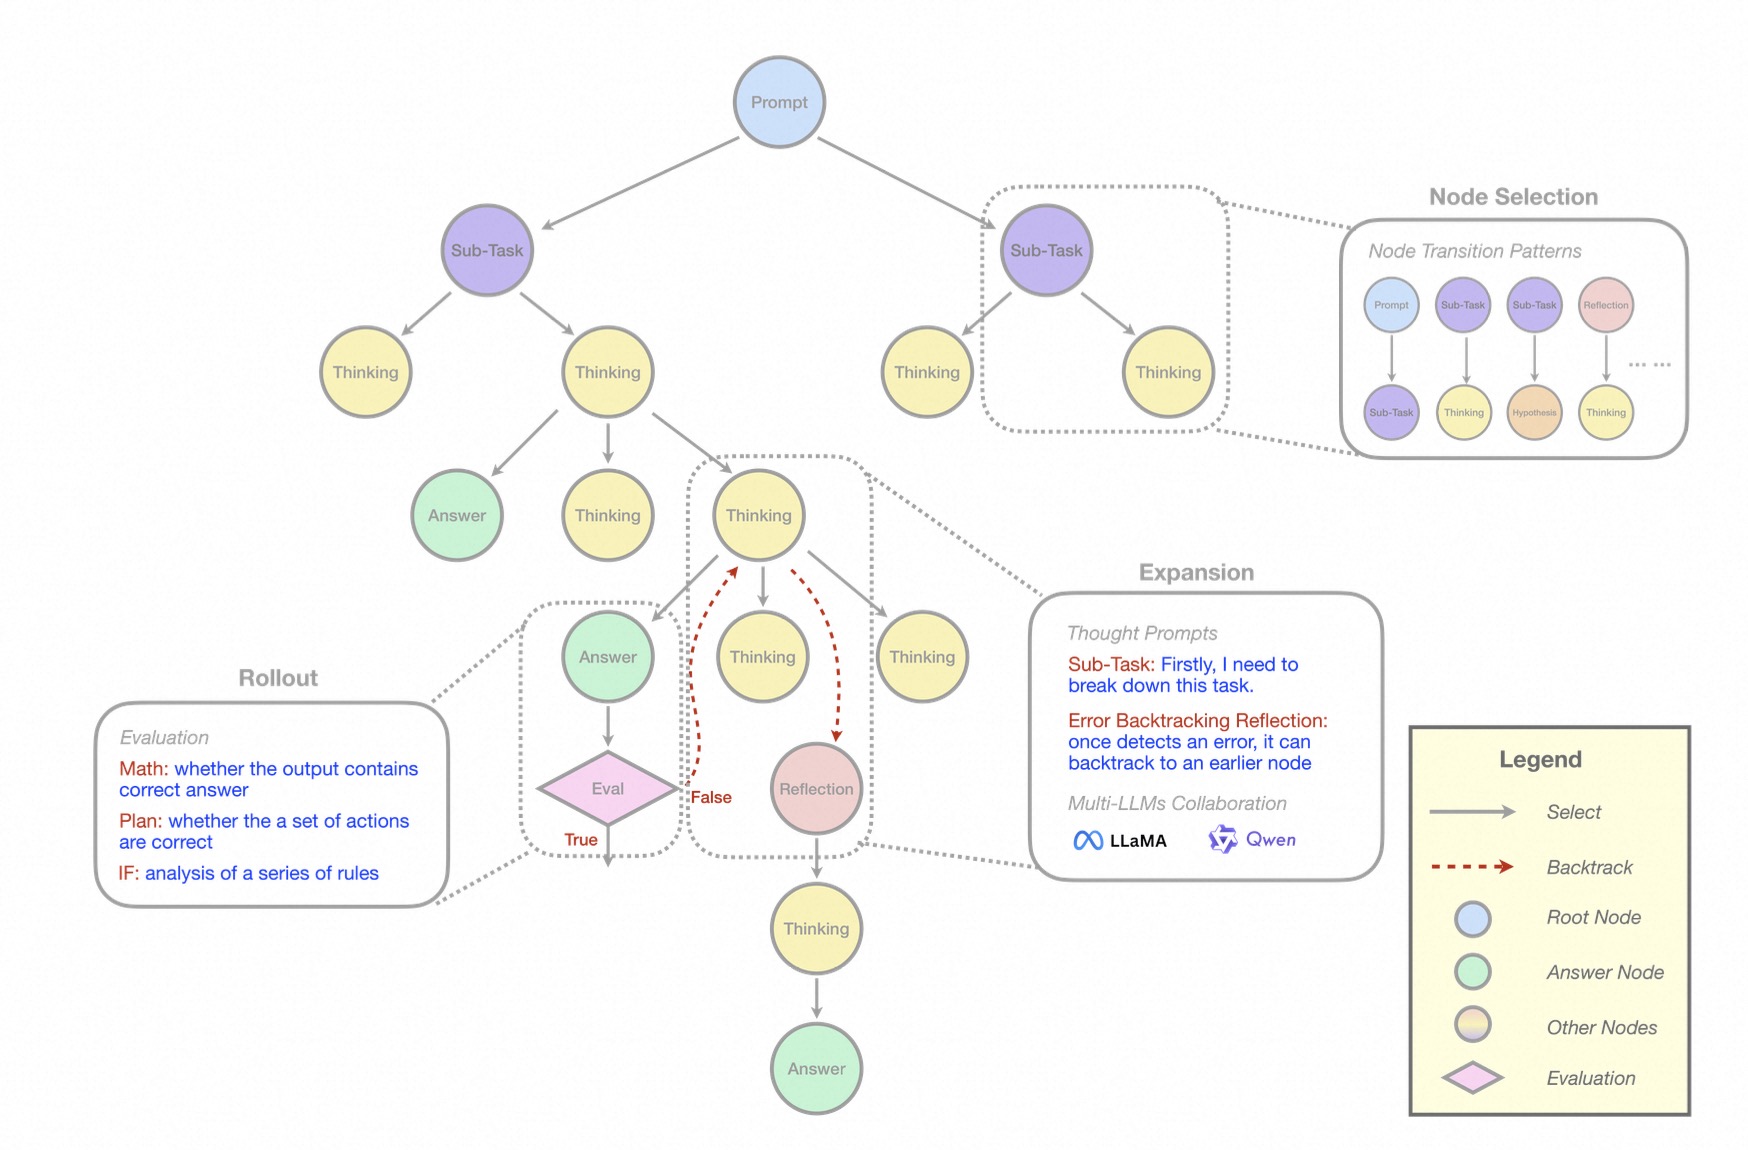 Prompt
Sub-Task
Sub-Task
Thinking
Thinking
Thinking
Thinking
Answer
Thinking
Thinking
Answer
Thinking
Thinking
Eval
False
True
Reflection
Thinking
Answer
Node Selection
Node Transition Patterns
Prompt
Sub-Task
Sub-Task
Reflection
... ...
Sub-Task
Thinking
Hypothesis
Thinking
Expansion
Thought Prompts
Sub-Task: Firstly, I need to
break down this task.
Error Backtracking Reflection:
once detects an error, it can
backtrack to an earlier node
Multi-LLMs Collaboration
LLaMA
Qwen
Rollout
Evaluation
Math: whether the output contains
correct answer
Plan: whether the a set of actions
are correct
IF: analysis of a series of rules
Legend
Select
Backtrack
Root Node
Answer Node
Other Nodes
Evaluation